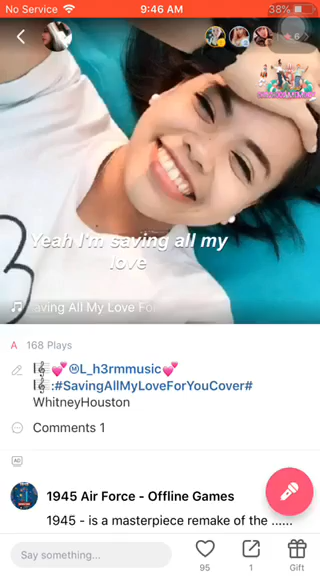 No Service 9:46 AM 38%
6
Yeah I'm saving all my
love
aving All My Love Fo
A 168 Plays
L_h3rmmusic
:#SavingAllMyLoveForYouCover#
WhitneyHouston
Comments 1
AD
1945 Air Force - Offline Games
1945 - is a masterpiece remake of the ......
Say something...
95 1 Gift